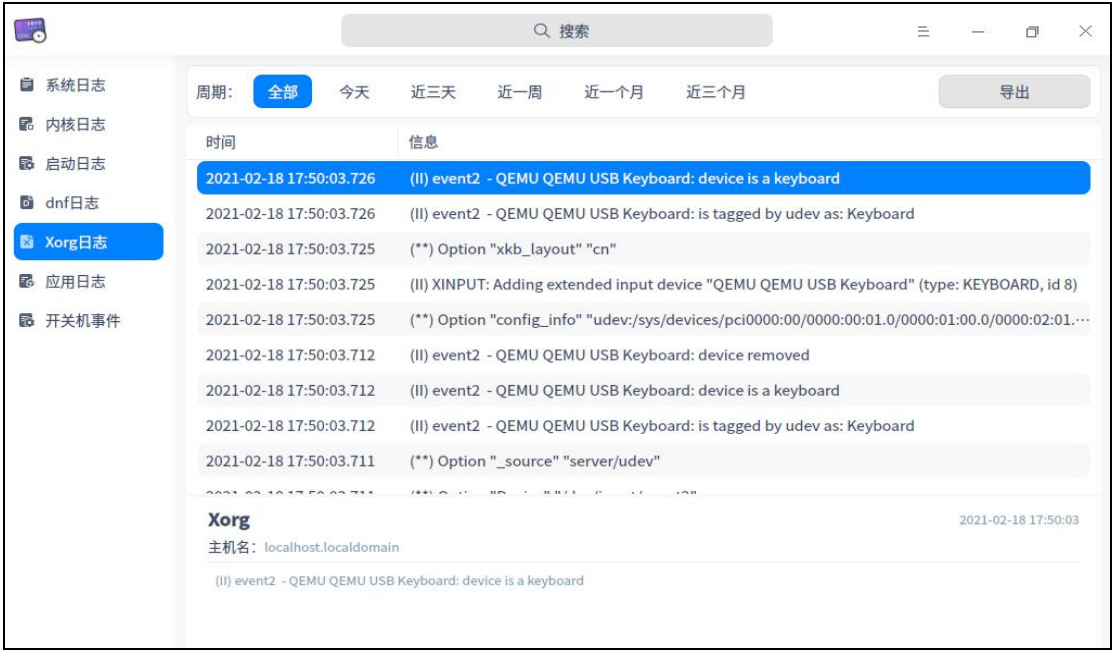 搜索
系统日志
内核日志
启动日志
dnf日志
Xorg日志
应用日志
开关机事件
周期： 全部 今天 近三天 近一周 近一个月 近三个月 导出
时间 信息
2021-02-18 17:50:03.726 (II) event2 - QEMU QEMU USB Keyboard: device is a keyboard
2021-02-18 17:50:03.726 (II) event2 - QEMU QEMU USB Keyboard: is tagged by udev as: Keyboard
2021-02-18 17:50:03.725 (**) Option "xkb_layout" "cn"
2021-02-18 17:50:03.725 (II) XINPUT: Adding extended input device "QEMU QEMU USB Keyboard" (type: KEYBOARD, id 8)
2021-02-18 17:50:03.725 (**) Option "config_info" "udev:/sys/devices/pci0000:00/0000:00:01.0/0000:01:00.0/0000:02:01.…
2021-02-18 17:50:03.712 (II) event2 - QEMU QEMU USB Keyboard: device removed
2021-02-18 17:50:03.712 (II) event2 - QEMU QEMU USB Keyboard: device is a keyboard
2021-02-18 17:50:03.712 (II) event2 - QEMU QEMU USB Keyboard: is tagged by udev as: Keyboard
2021-02-18 17:50:03.711 (**) Option "_source" "server/udev"
Xorg 2021-02-18 17:50:03
主机名： localhost.localdomain
(II) event2 - QEMU QEMU USB Keyboard: device is a keyboard